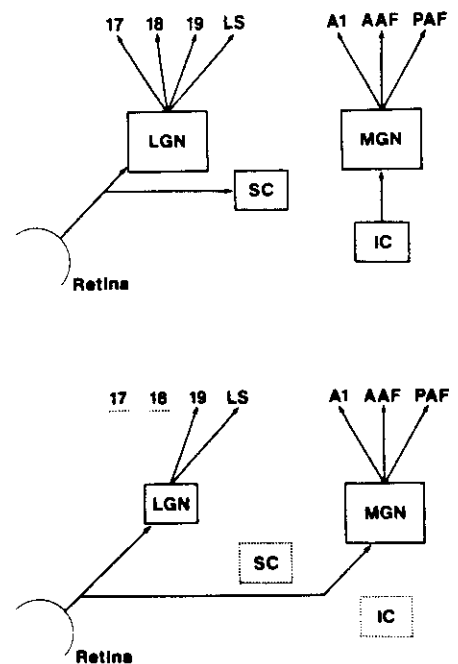 17 18 19 LS A1 AAF PAF
LGN MGN
SC
IC
Retina
17 18 19 LS A1 AAF PAF
LGN MGN
SC
IC
Retina